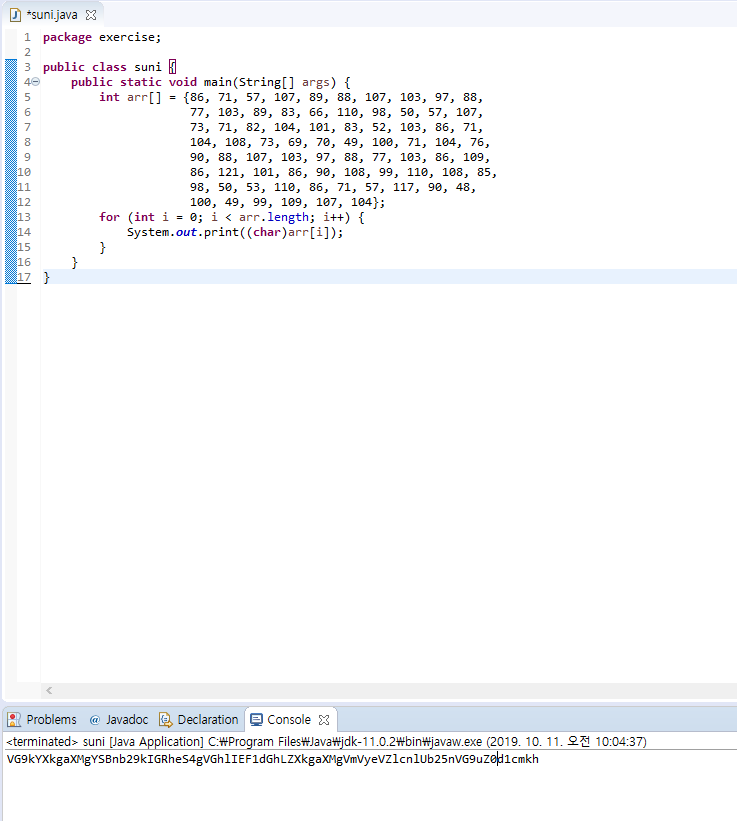 *suni.java
1 package exercise;
2
3 public class suni {
4 public static void main(String[] args) {
5 int arr[] = {86, 71, 57, 107, 89, 88, 107, 103, 97, 88,
6 77, 103, 89, 83, 66, 110, 98, 50, 57, 107,
7 73, 71, 82, 104, 101, 83, 52, 103, 86, 71,
8 104, 108, 73, 69, 70, 49, 100, 71, 104, 76,
9 90, 88, 107, 103, 97, 88, 77, 103, 86, 109,
10 86, 121, 101, 86, 90, 108, 99, 110, 108, 85,
11 98, 50, 53, 110, 86, 71, 57, 117, 90, 48,
12 100, 49, 99, 109, 107, 104};
13 for (int i = 0; i < arr.length; i++) {
14 System.out.print((char)arr[i]);
15 }
16 }
17 }
Problems @ Javadoc Declaration Console
<terminated> suni [Java Application] C:₩Program Files₩Java₩jdk-11.0.2₩bin₩javaw.exe (2019. 10. 11. 오전 10:04:37)
VG9kYXkgaXMgYSBnb29kIGRheS4gVGhlIEF1dGhLZXkgaXMgVmVyeVZlcnlUb25nVG9uZ0d1cmkh